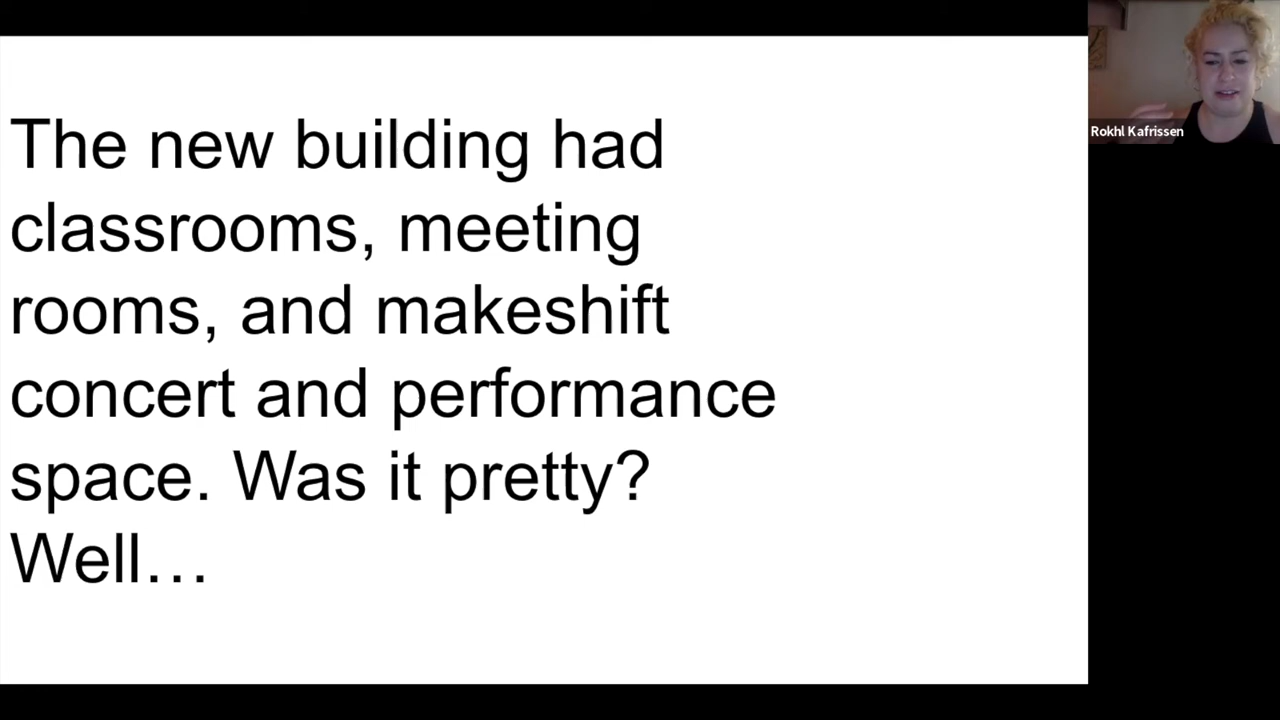 The new building had
classrooms, meeting
rooms, and makeshift
concert and performance
space. Was it pretty?
Well…
Rokhl Kafrissen